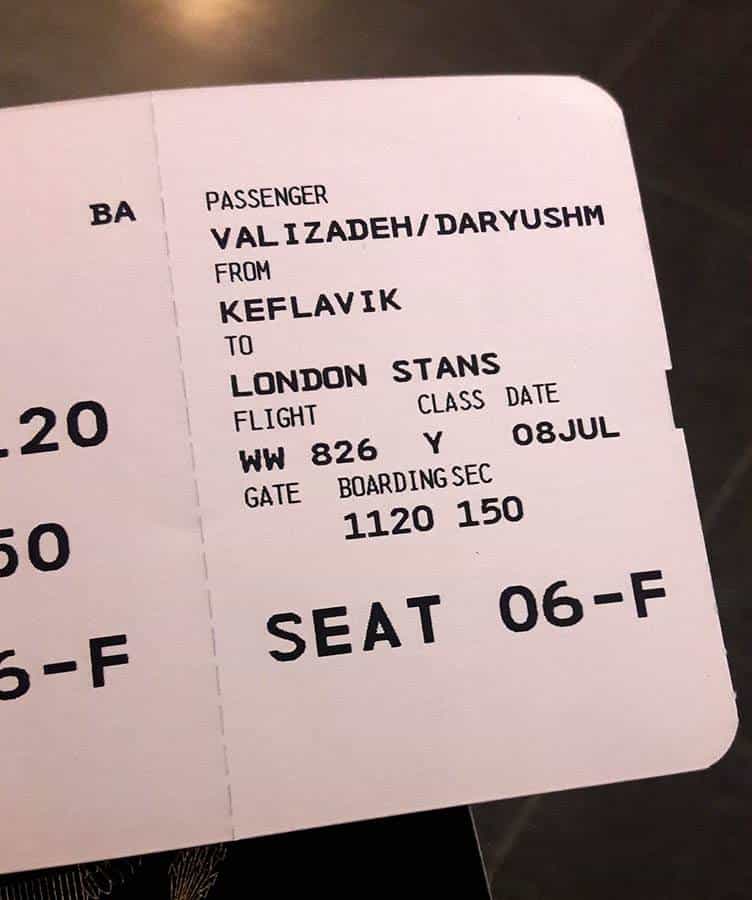 BA
.20
50
6-F
PASSENGER
VALIZADEH/DARYUSHM
FROM
KEFLAVIK
TO
LONDON STANS
FLIGHT CLASS DATE
WW 826 Y 08JUL
GATE BOARDING SEC
1120 150
SEAT 06-F